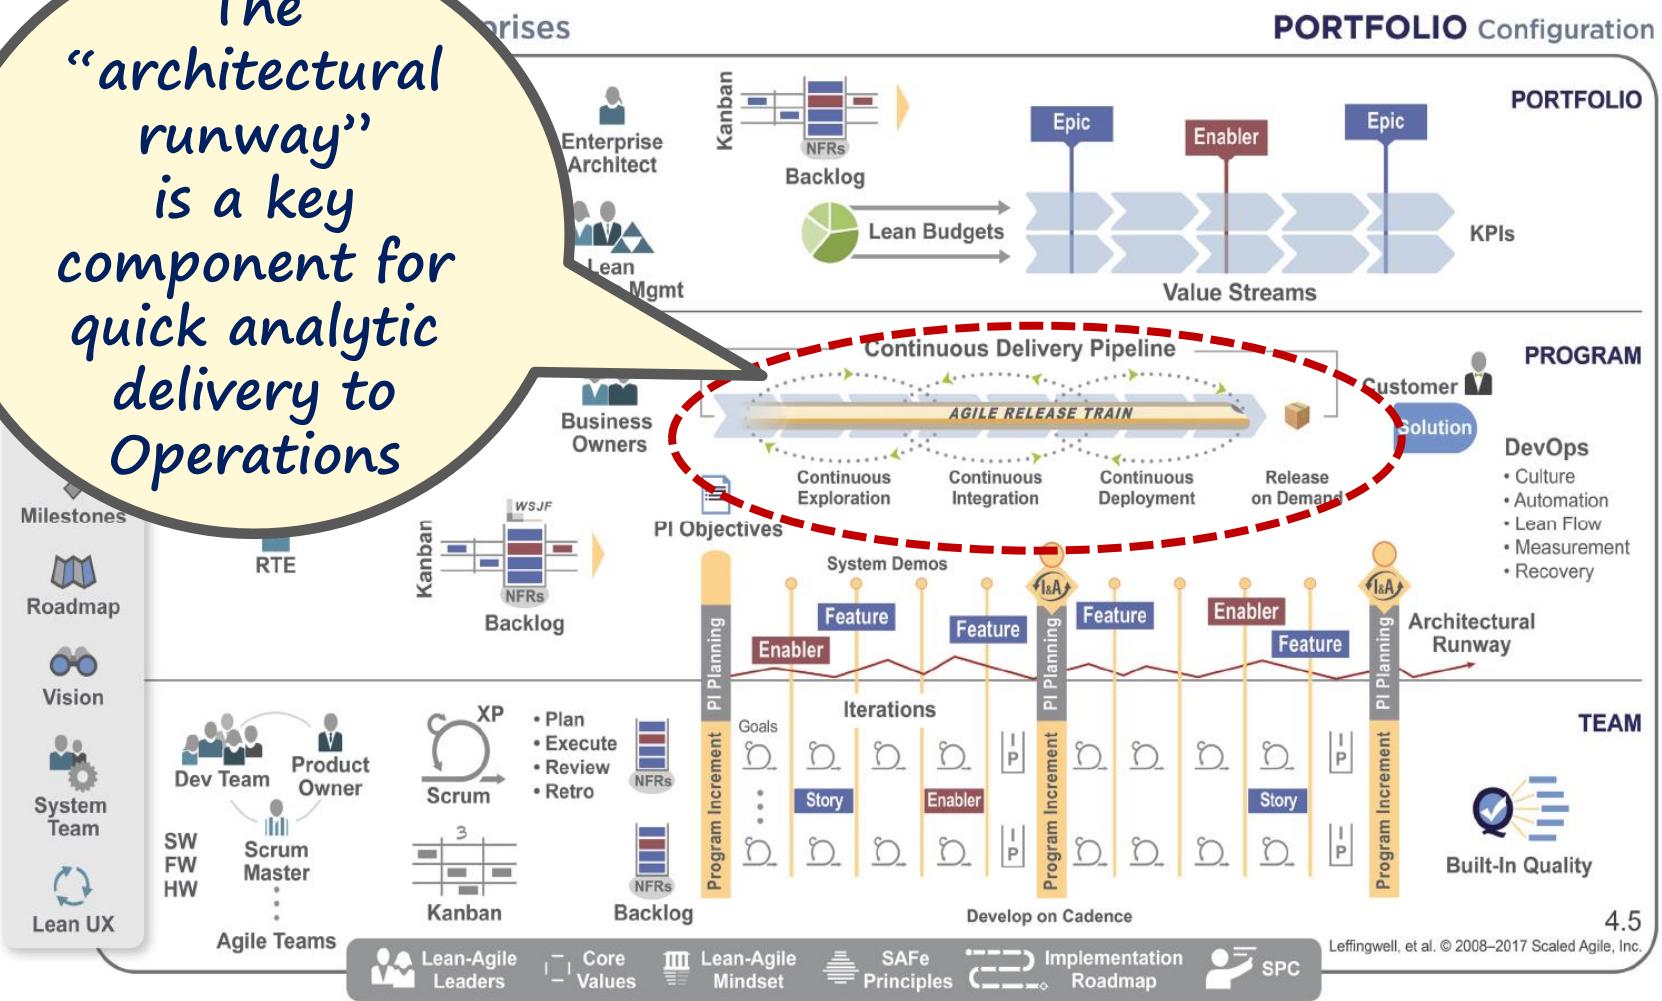 The
“architectural
runway”
is a key
component for
quick analytic
delivery to
Operations
PORTFOLIO Configuration
PORTFOLIO
Enterprise
Architect
Kanban
NFRs
Backlog
Epic
Enabler
Epic
Lean Budgets
KPIs
Value Streams
Lean
Mgmt
PROGRAM
Continuous Delivery Pipeline
AGILE RELEASE TRAIN
Customer
Solution
Business
Owners
Continuous
Exploration
Continuous
Integration
Continuous
Deployment
Release
on Demand
DevOps
• Culture
• Automation
• Lean Flow
• Measurement
• Recovery
PI Objectives
Milestones
Roadmap
Vision
System
Team
Lean UX
RTE
Kanban
WSJF
NFRs
Backlog
System Demos
Enabler
Feature
Feature
Feature
Enabler
Feature
I&A
I&A
Architectural
Runway
PI Planning
PI Planning
PI Planning
Program Increment
Program Increment
Program Increment
TEAM
Dev Team
Product
Owner
Scrum
Master
SW
FW
HW
Agile Teams
XP
Scrum
• Plan
• Execute
• Review
• Retro
3
Kanban
NFRs
NFRs
Backlog
Goals
Iterations
I
P
I
P
I
P
I
P
Story
Enabler
Story
Develop on Cadence
Built-In Quality
4.5
Leffingwell, et al. © 2008–2017 Scaled Agile, Inc.
Lean-Agile
Leaders
Core
Values
Lean-Agile
Mindset
SAFe
Principles
Implementation
Roadmap
SPC